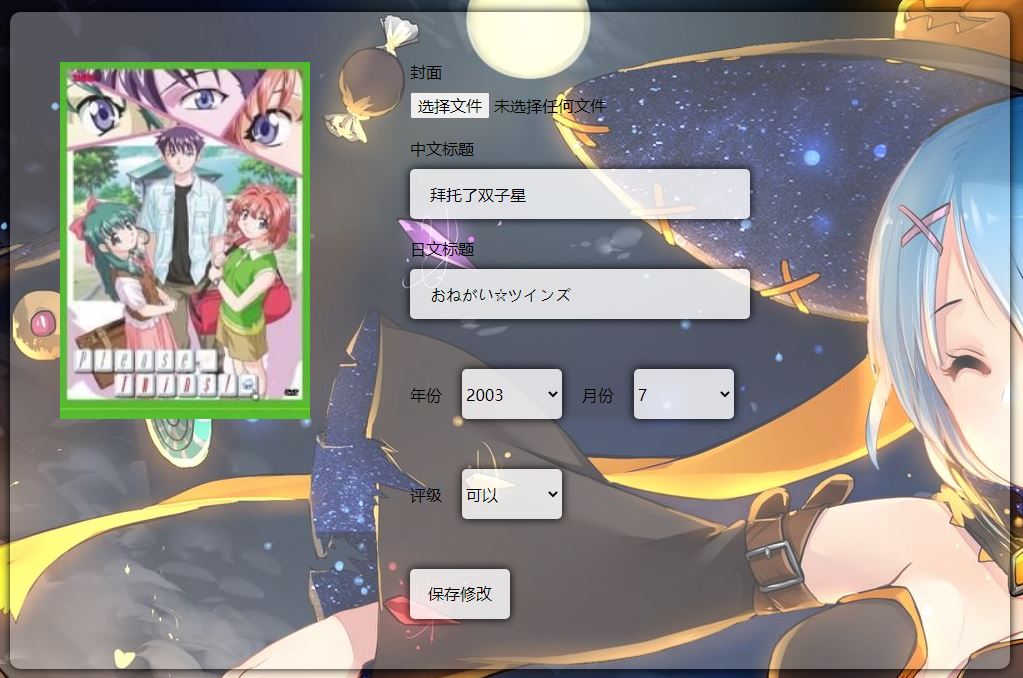 封面
选择文件 未选择任何文件
中文标题
拜托了双子星
日文标题
おねがい☆ツインズ
年份 2003 月份 7
评级 可以
保存修改
Please
TWINS!